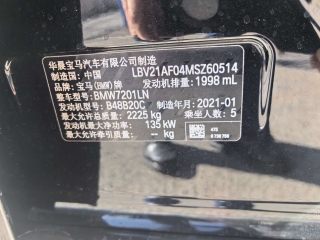 华晨宝马汽车有限公司制造
制造国：中国 LBV21AF04MSZ60514
品牌：宝马(BMW)牌 发动机排量：1998 mL
整车型号：BMW7201LN
发动机型号：B48B20C 制造年月：2021-01
最大允许总质量：2225 kg 乘坐人数：5
发动机最大净功率：135 kW
最大允许牵引质量：— kg